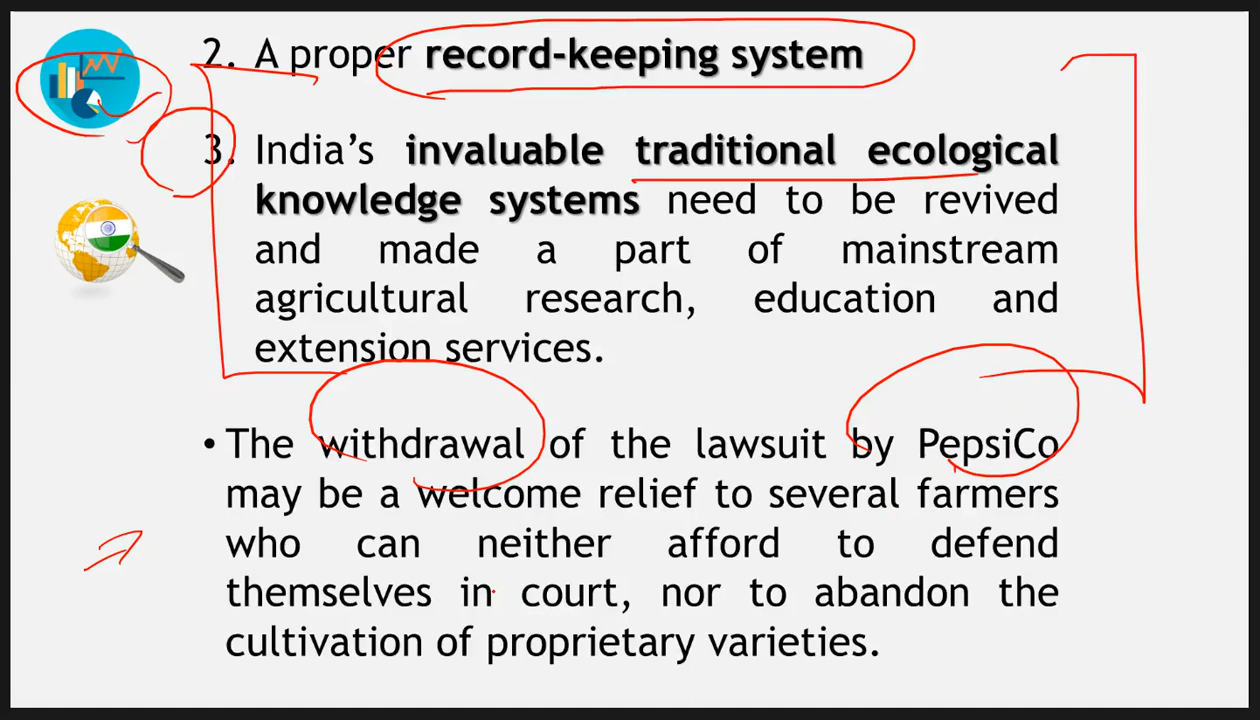 2. A proper record-keeping system
3. India’s invaluable traditional ecological
knowledge systems need to be revived
and made a part of mainstream
agricultural research, education and
extension services.
• The withdrawal of the lawsuit by PepsiCo
may be a welcome relief to several farmers
who can neither afford to defend
themselves in court, nor to abandon the
cultivation of proprietary varieties.